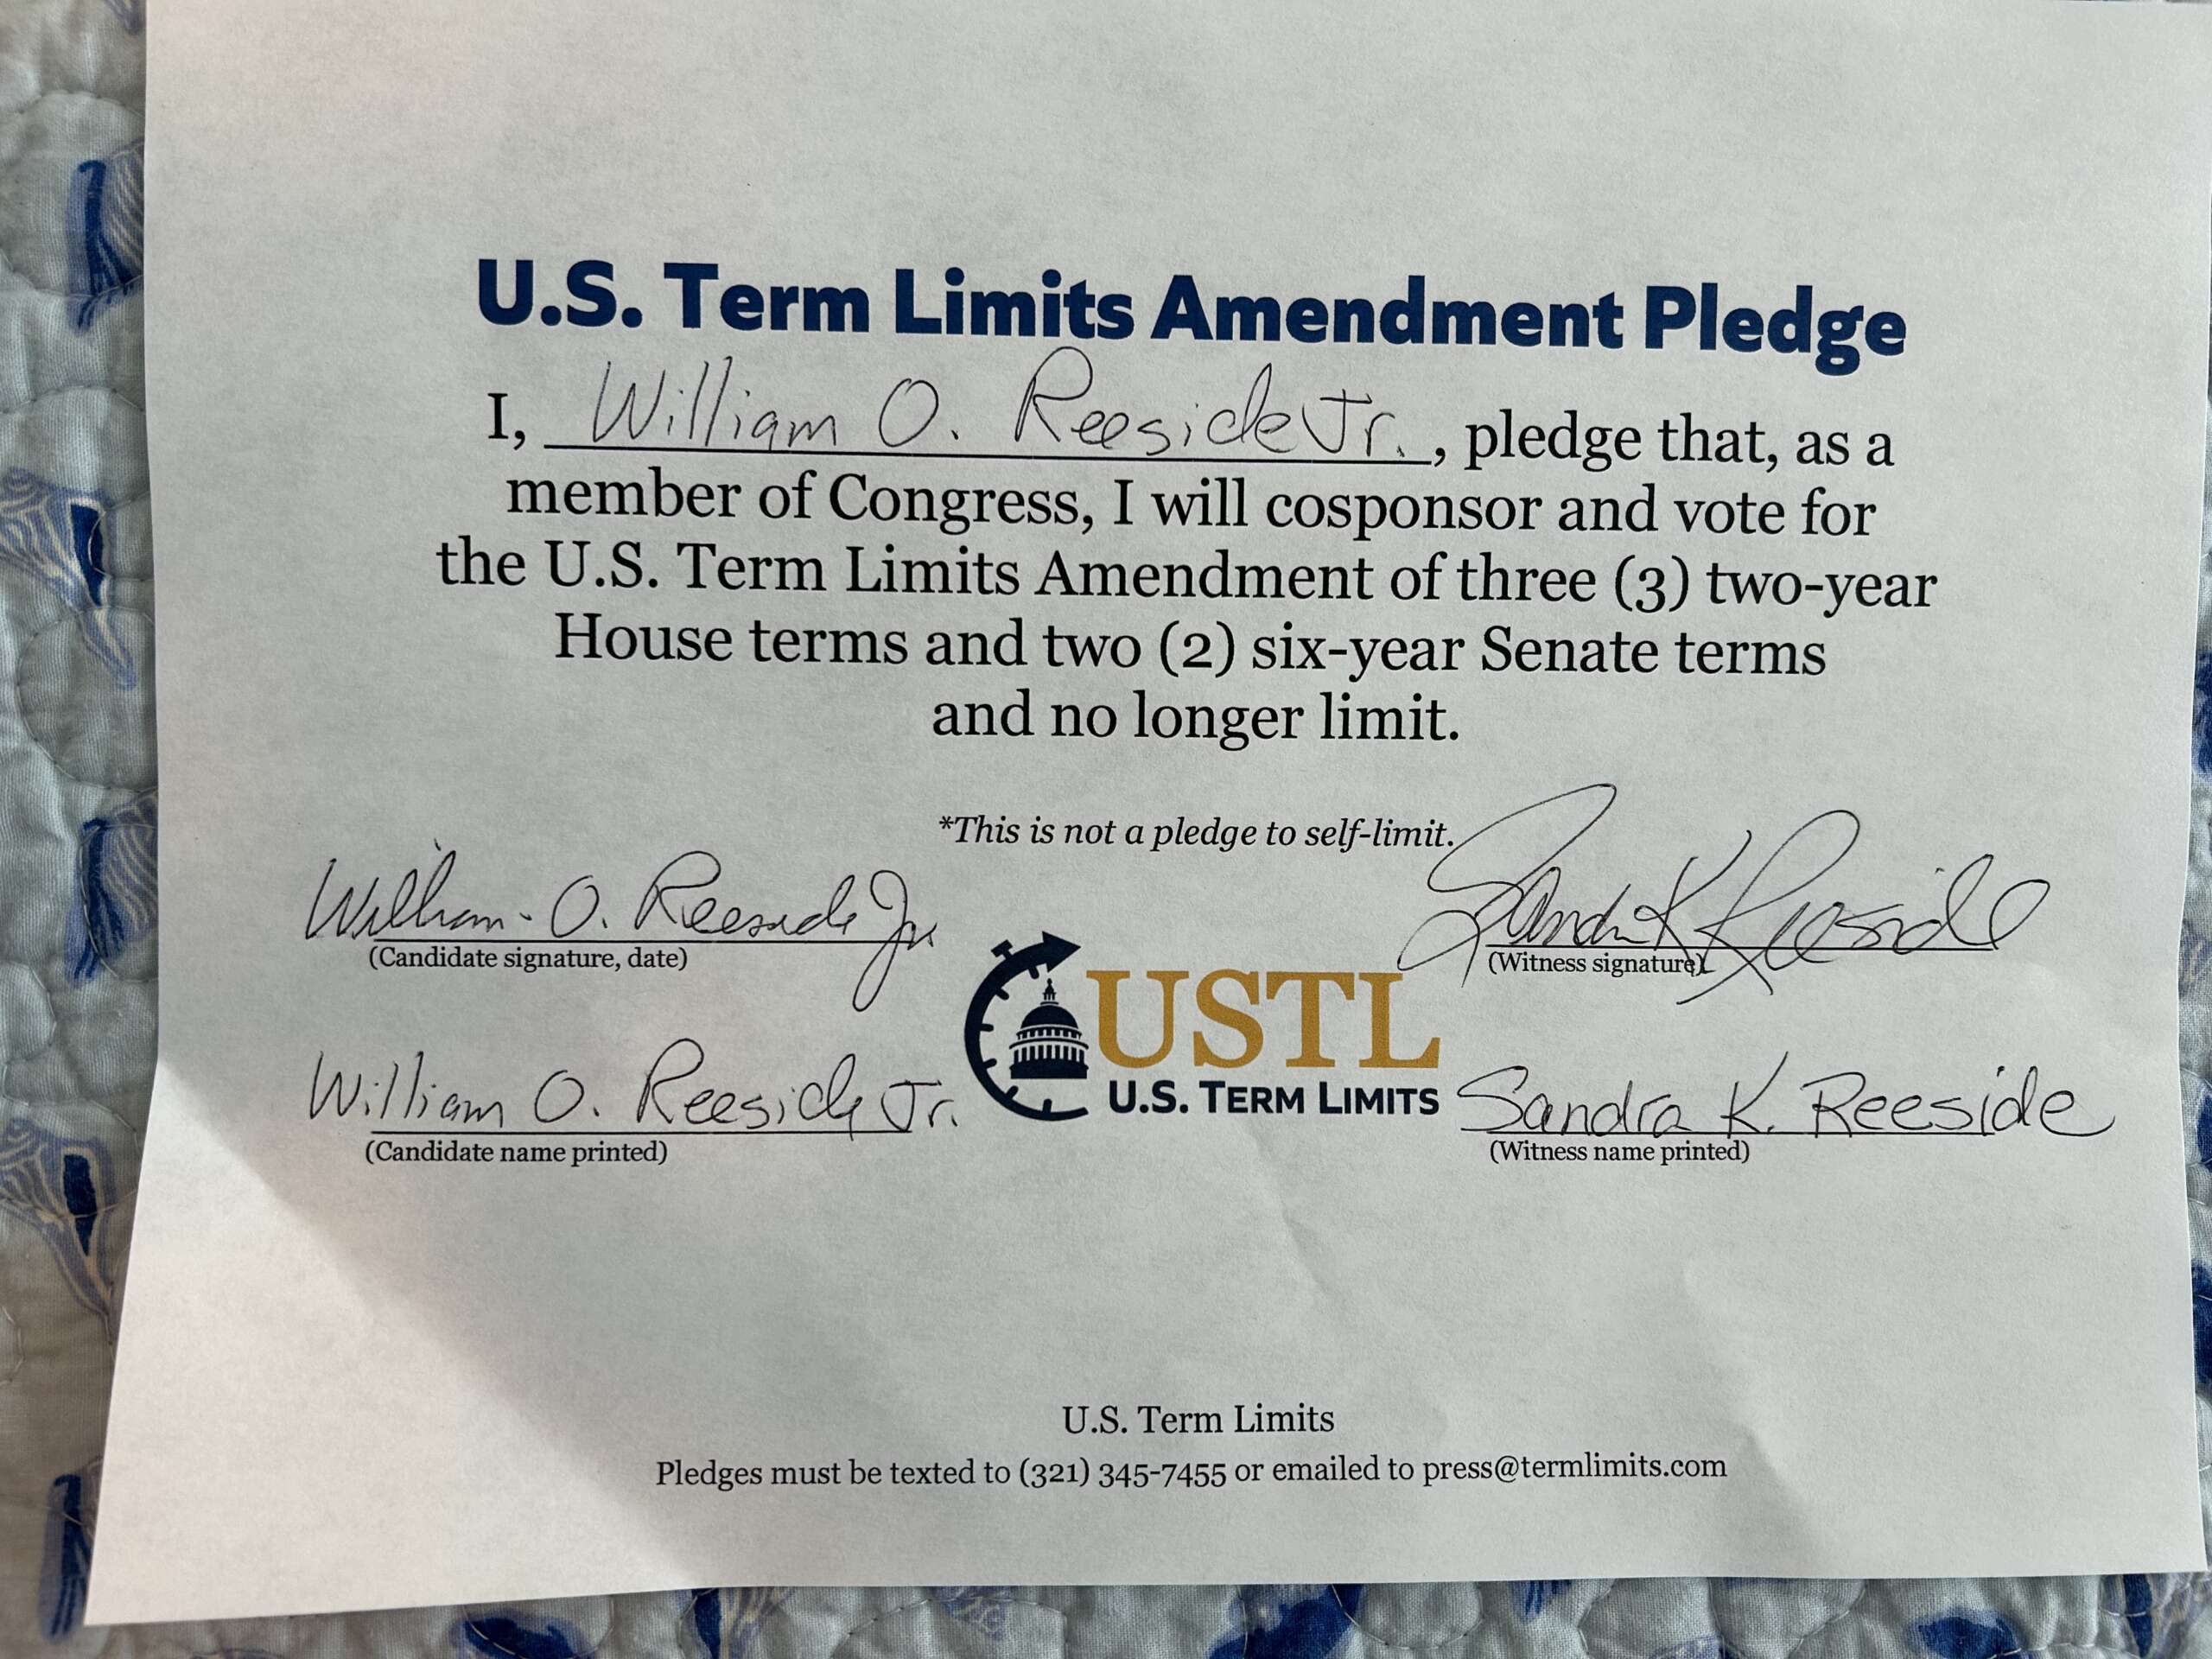 U.S. Term Limits Amendment Pledge
I, William O. Reeside Jr., pledge that, as a
member of Congress, I will cosponsor and vote for
the U.S. Term Limits Amendment of three (3) two-year
House terms and two (2) six-year Senate terms
and no longer limit.
*This is not a pledge to self-limit.
William O. Reeside Jr.
(Candidate signature, date)
Sandra K Reeside
(Witness signature)
USTL
U.S. TERM LIMITS
William O. Reeside Jr.
(Candidate name printed)
Sandra K. Reeside
(Witness name printed)
U.S. Term Limits
Pledges must be texted to (321) 345-7455 or emailed to press@termlimits.com